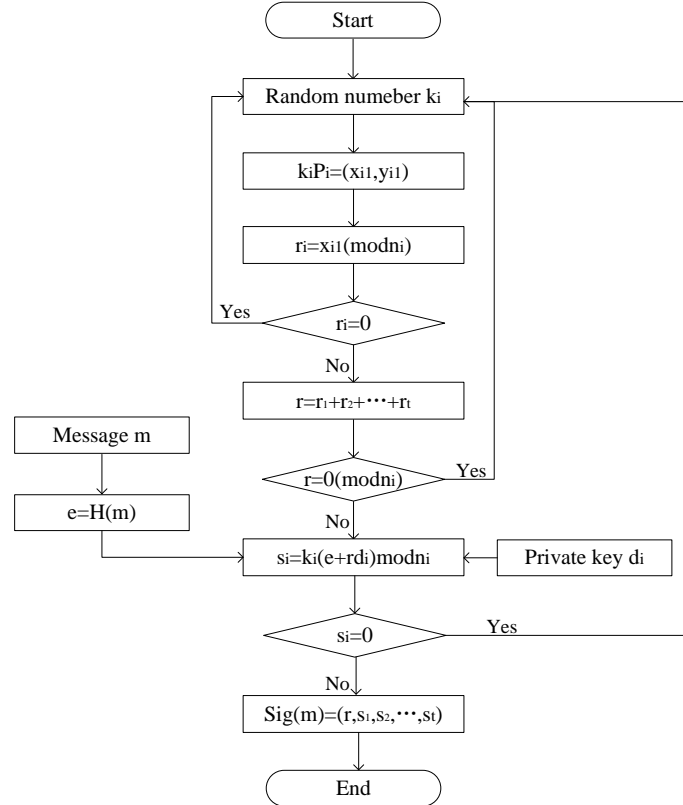 Start
Random numeber ki
kiPi=(xi1,yi1)
ri=xi1(modni)
Yes
ri=0
No
r=r1+r2+···+rt
Message m
r=0(modni)
Yes
e=H(m)
No
si=ki(e+rdi)modni
Private key di
si=0
Yes
No
Sig(m)=(r,s1,s2,···,st)
End